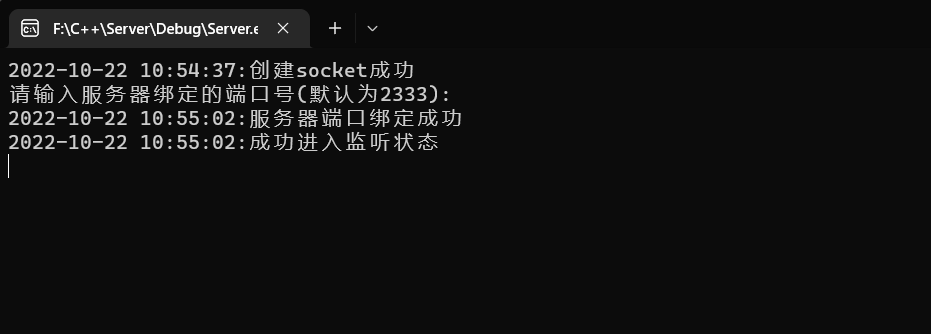 F:\C++\Server\Debug\Server.e
2022-10-22 10:54:37:创建socket成功
请输入服务器绑定的端口号(默认为2333):
2022-10-22 10:55:02:服务器端口绑定成功
2022-10-22 10:55:02:成功进入监听状态